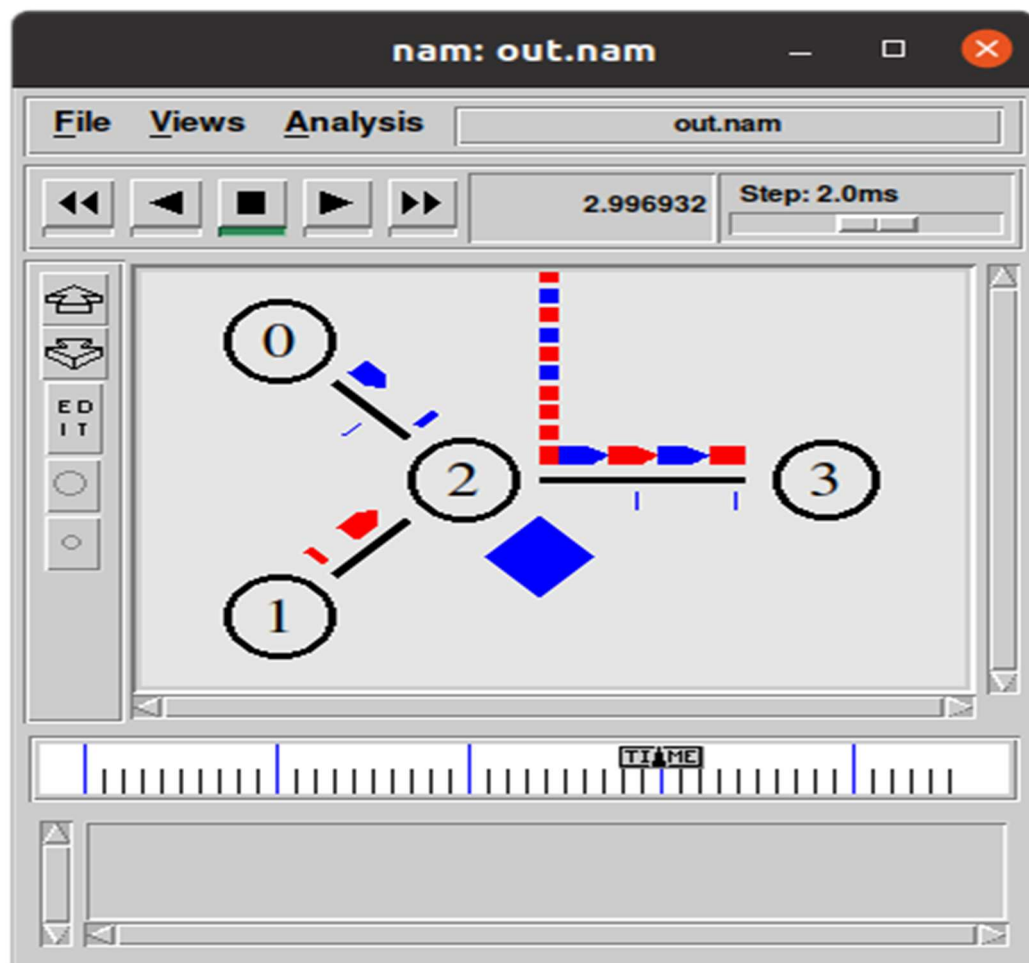 nam: out.nam
File Views Analysis out.nam
2.996932 Step: 2.0ms
0
E D
I T
2 3
1
TIME